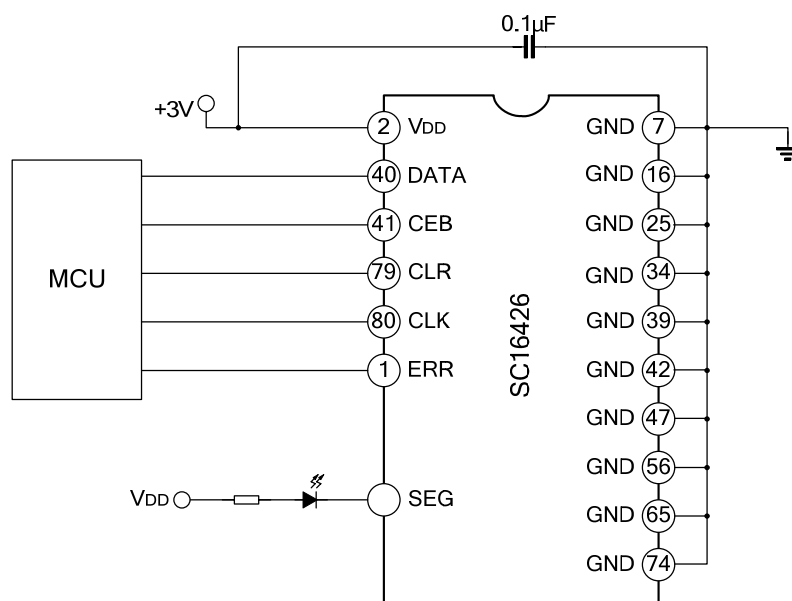 0.1µF
+3V
2 VDD GND 7
40 DATA GND 16
41 CEB GND 25
MCU
79 CLR GND 34
80 CLK GND 39
SC16426
1 ERR GND 42
GND 47
GND 56
VDD SEG
GND 65
GND 74